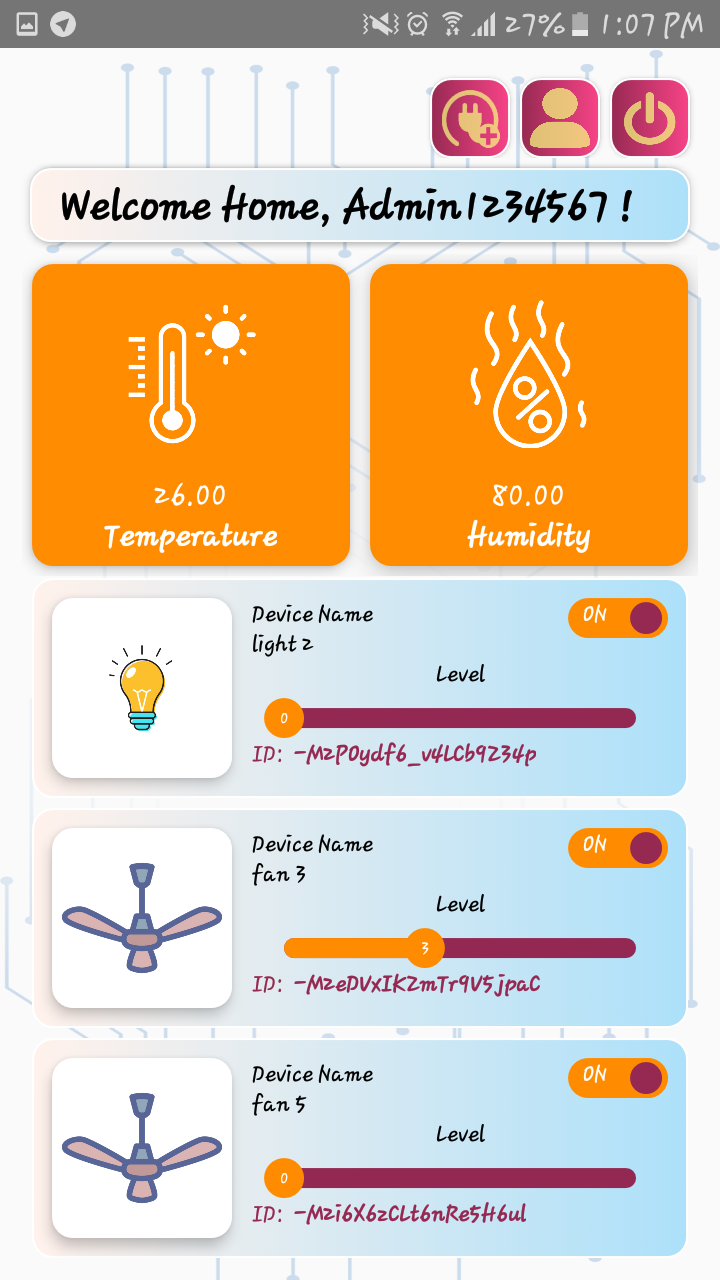 27% 1:07 PM
Welcome Home, Admin1234567 !
26.00
Temperature
80.00
Humidity
Device Name
ON
light 2
Level
0
ID: -MzPOydf6_v4LCb9Z34p
Device Name
ON
fan 3
Level
3
ID: -MzeDVxIKZmTr9V5jpaC
Device Name
ON
fan 5
Level
0
ID: -Mzi6X6zCLt6nRe5H6ul